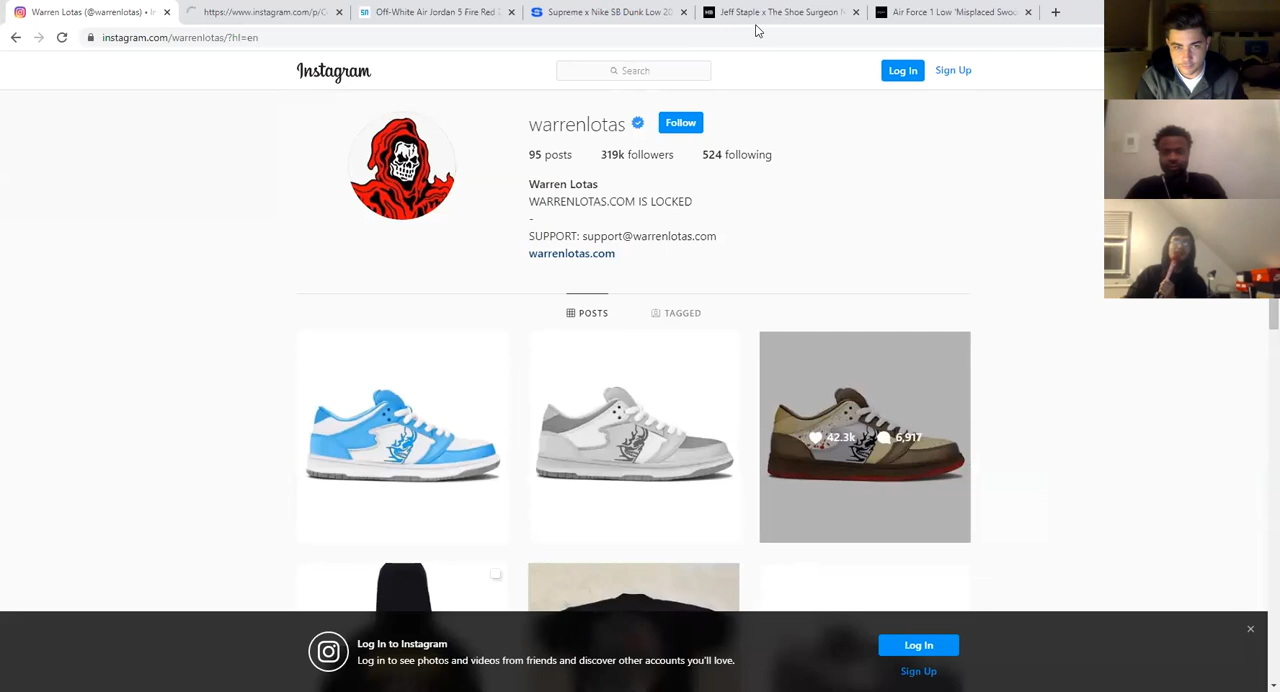 Warren Lotas (@warrenlotas) • I
https://www.instagram.com/p/C
Off-White Air Jordan 5 Fire Red 2
Supreme x Nike SB Dunk Low 20
Jeff Staple x The Shoe Surgeon N
Air Force 1 Low 'Misplaced Swoo
instagram.com/warrenlotas/?hl=en
Instagram
Search
Log In
Sign Up
warrenlotas
Follow
95 posts 319k followers 524 following
Warren Lotas
WARRENLOTAS.COM IS LOCKED
-
SUPPORT: support@warrenlotas.com
warrenlotas.com
POSTS
TAGGED
42.3k 6,917
Log In to Instagram
Log in to see photos and videos from friends and discover other accounts you'll love.
Log In
Sign Up